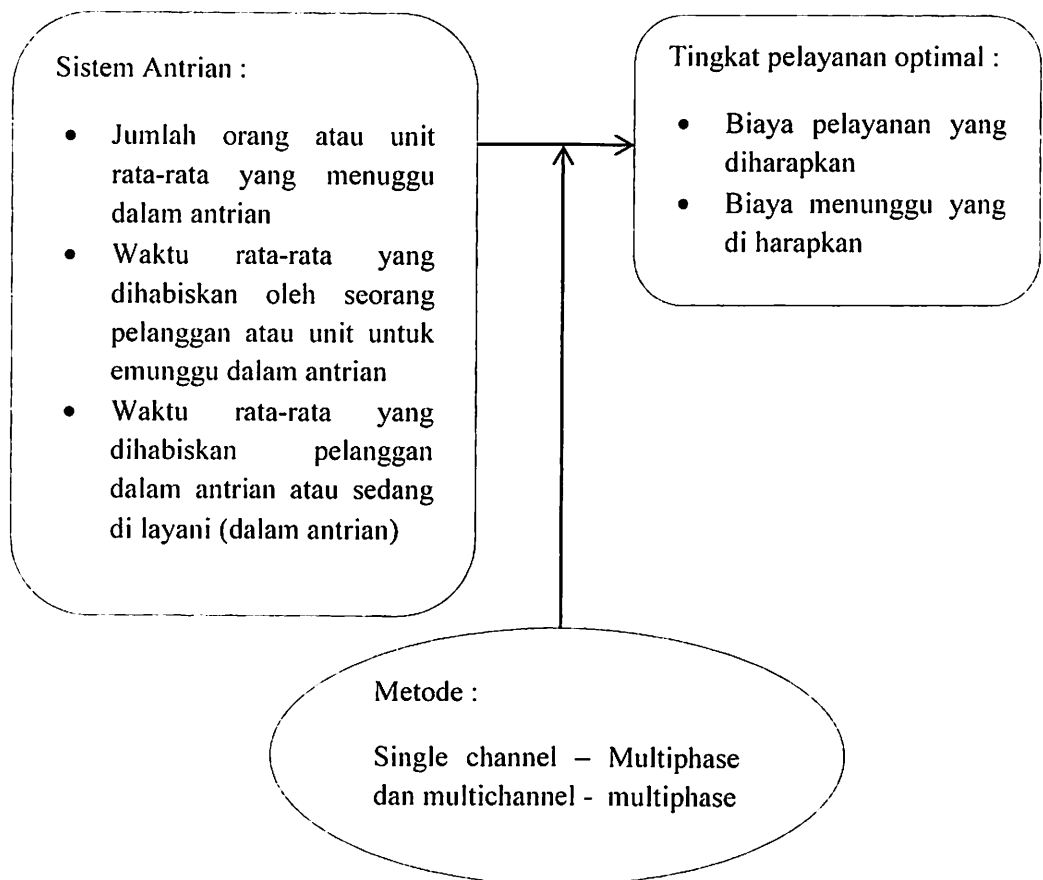 Sistem Antrian :
• Jumlah orang atau unit
rata-rata yang menuggu
dalam antrian
• Waktu rata-rata yang
dihabiskan oleh seorang
pelanggan atau unit untuk
emunggu dalam antrian
• Waktu rata-rata yang
dihabiskan pelanggan
dalam antrian atau sedang
di layani (dalam antrian)
Tingkat pelayanan optimal :
• Biaya pelayanan yang
diharapkan
• Biaya menunggu yang
di harapkan
Metode :
Single channel – Multiphase
dan multichannel - multiphase